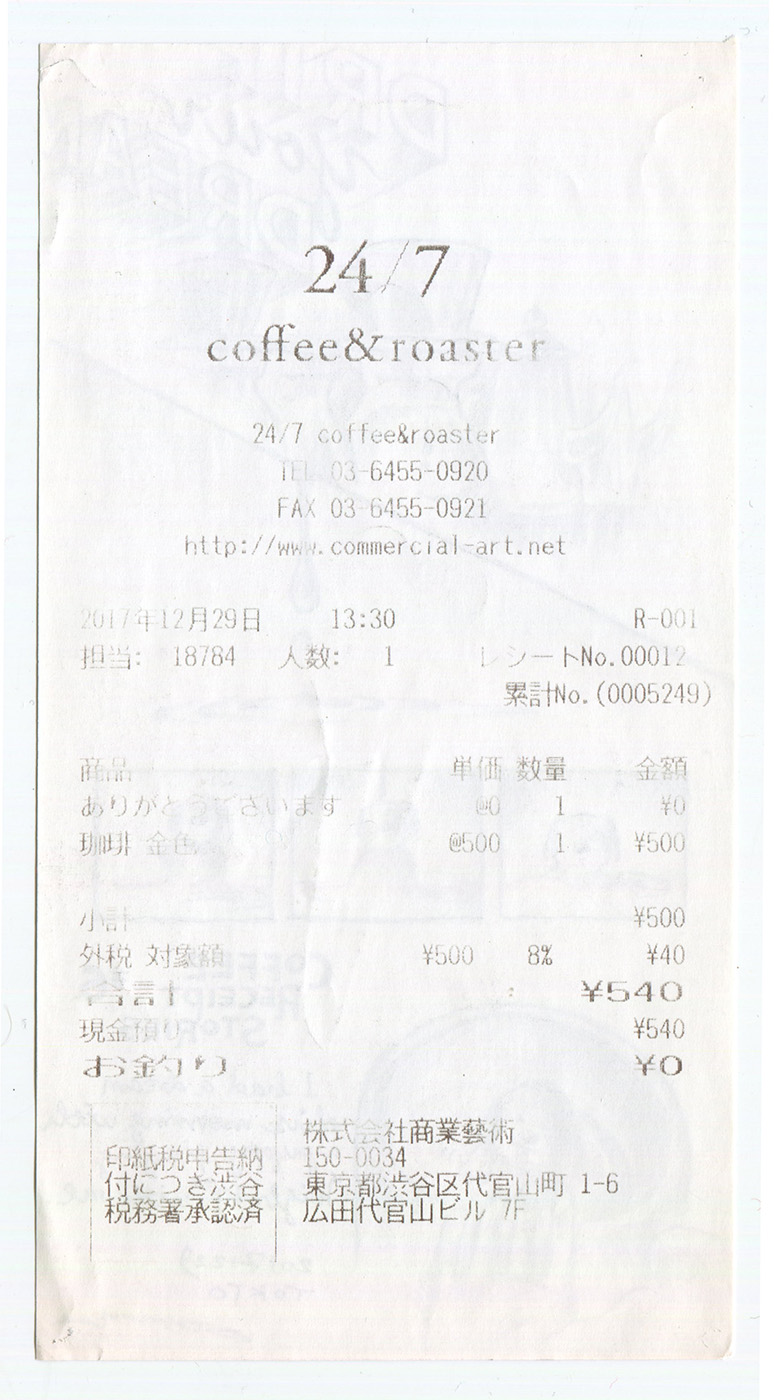 24/7
coffee&roaster
24/7 coffee&roaster
TEL 03-6455-0920
FAX 03-6455-0921
http://www.commercial-art.net
2017年12月29日 13:30 R-001
担当: 18784 人数: 1 レシートNo.00012
累計No.(0005249)
商品 単価 数量 金額
ありがとうございます @0 1 ¥0
珈琲 金色 @500 1 ¥500
小計 ¥500
外税 対象額 ¥500 8% ¥40
合計 ¥540
現金預り ¥540
お釣り ¥0
印紙税申告納
付につき渋谷
税務署承認済
株式会社商業藝術
150-0034
東京都渋谷区代官山町 1-6
広田代官山ビル 7F
COFFEE
RECEIPT
STORIES